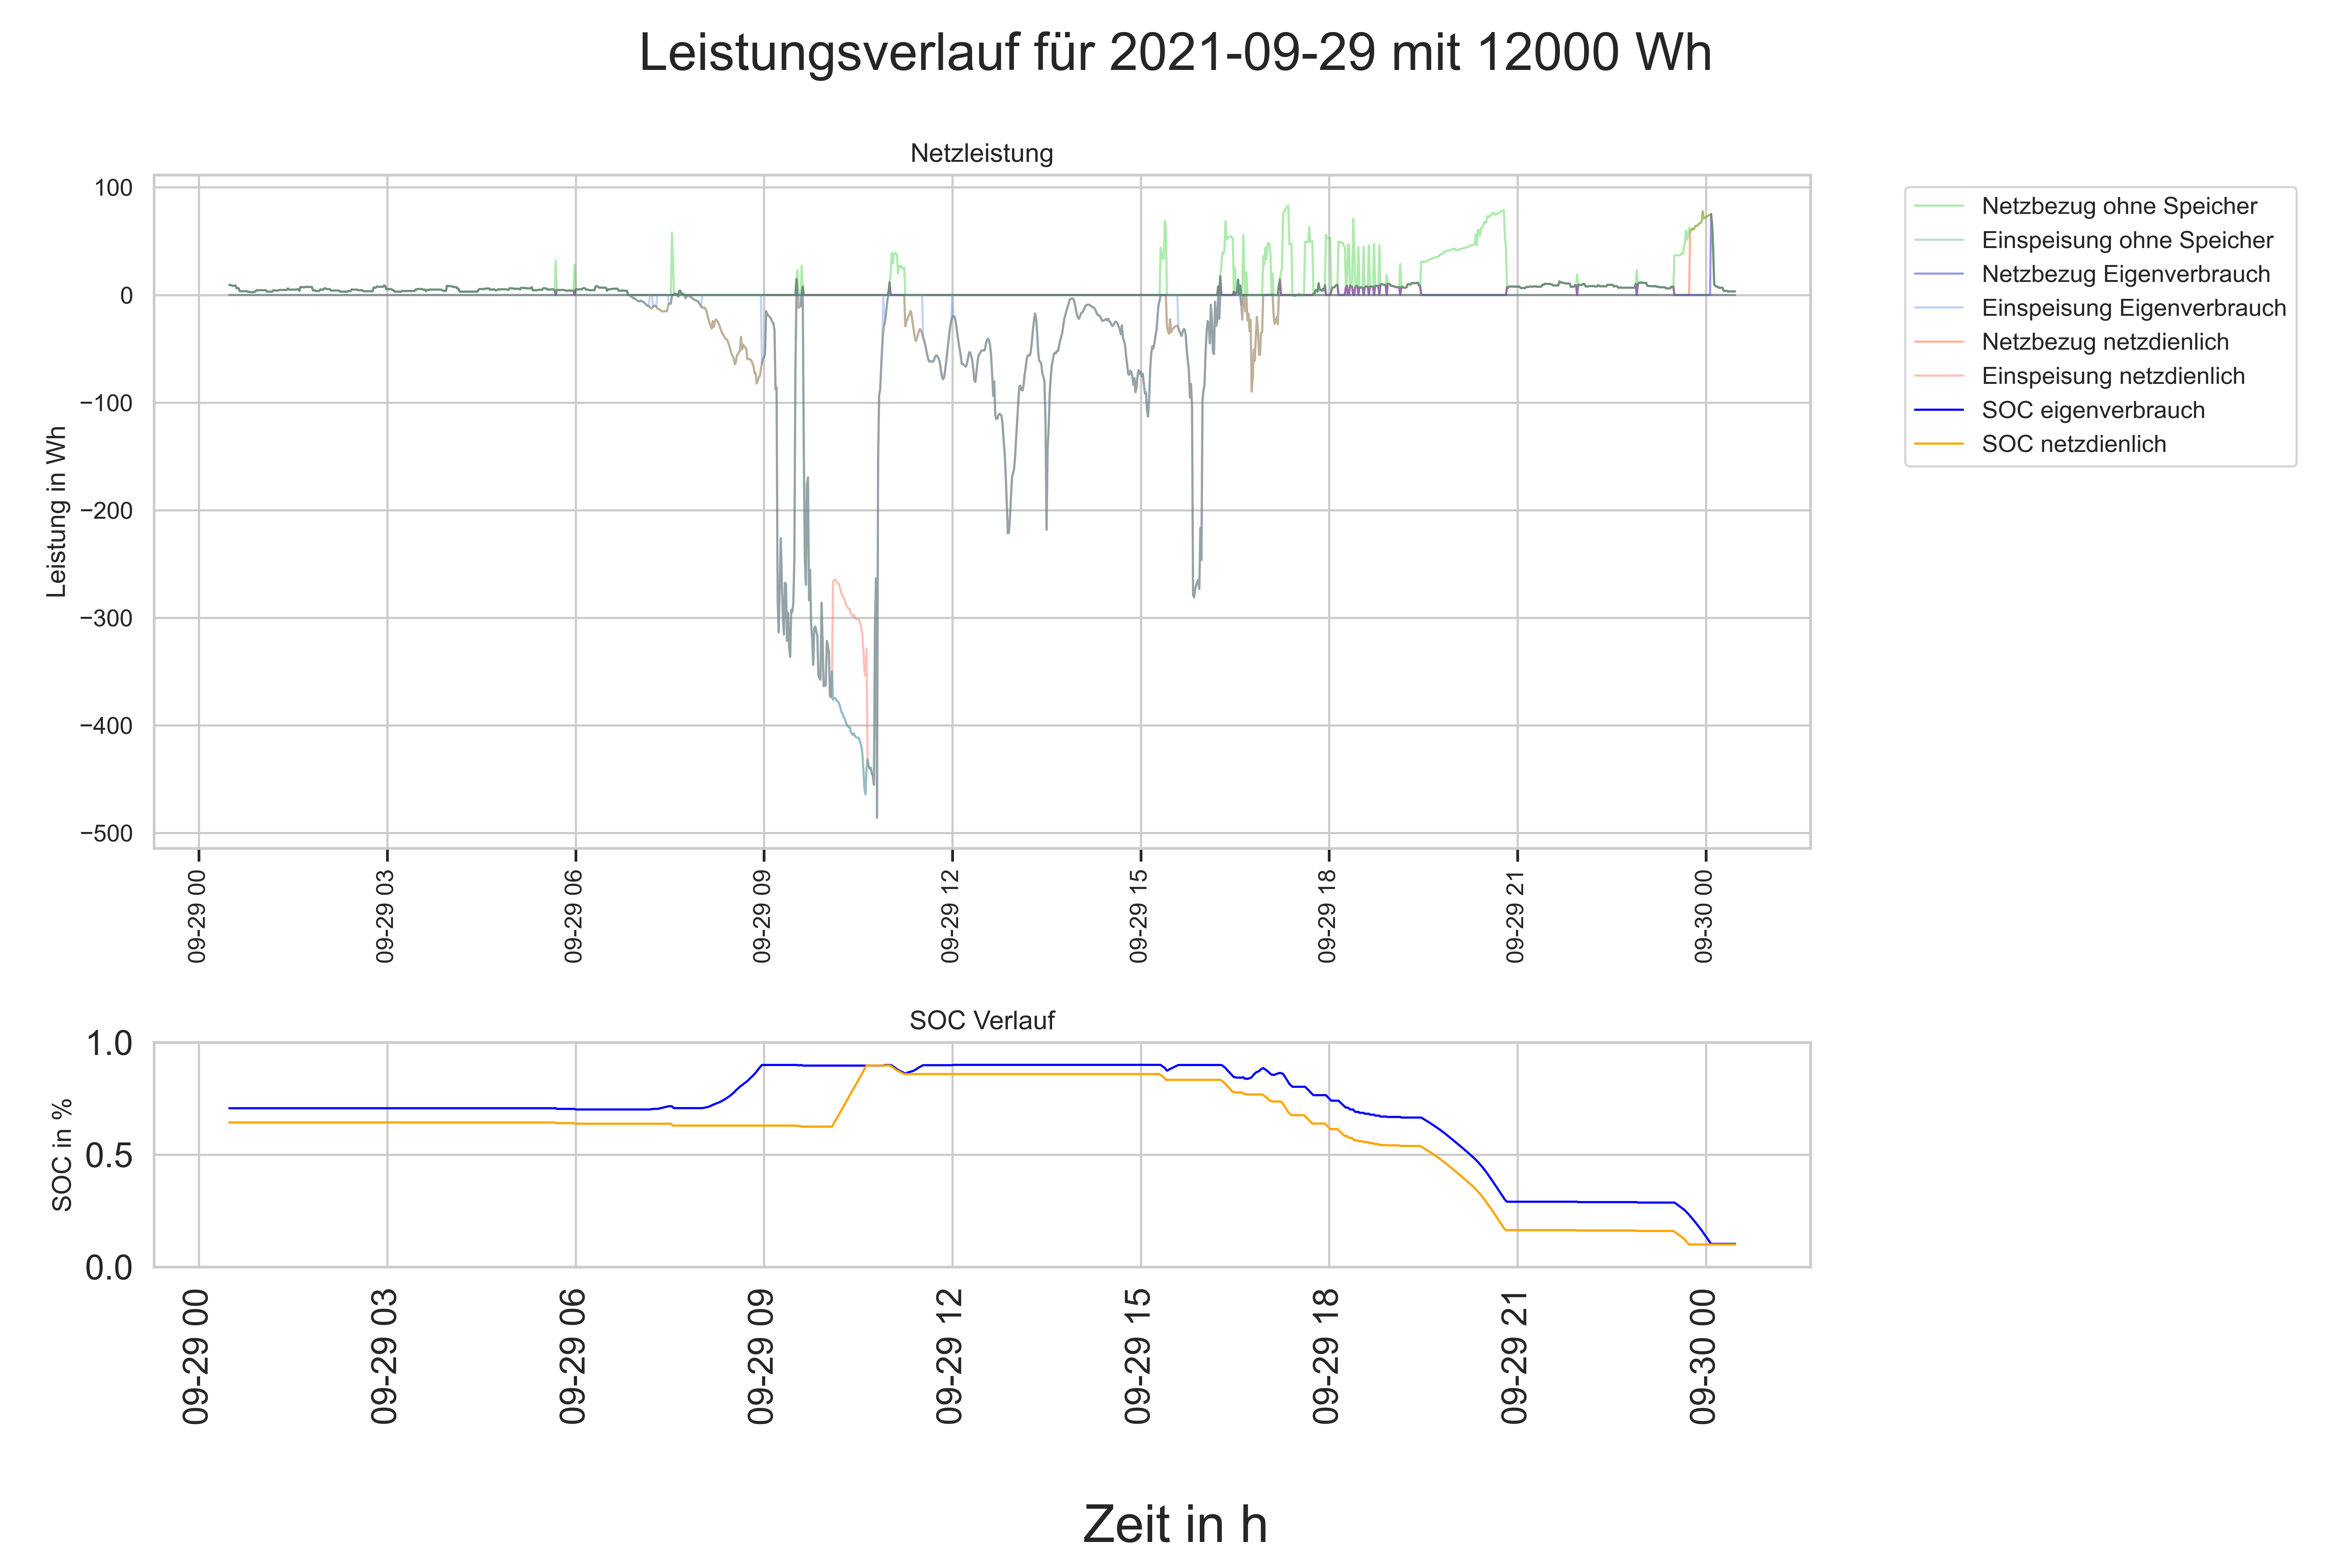 Leistungsverlauf für 2021-09-29 mit 12000 Wh
Netzleistung
Leistung in Wh
100
0
−100
−200
−300
−400
−500
09-29 00
09-29 03
09-29 06
09-29 09
09-29 12
09-29 15
09-29 18
09-29 21
09-30 00
Netzbezug ohne Speicher
Einspeisung ohne Speicher
Netzbezug Eigenverbrauch
Einspeisung Eigenverbrauch
Netzbezug netzdienlich
Einspeisung netzdienlich
SOC eigenverbrauch
SOC netzdienlich
SOC Verlauf
SOC in %
1.0
0.5
0.0
09-29 00
09-29 03
09-29 06
09-29 09
09-29 12
09-29 15
09-29 18
09-29 21
09-30 00
Zeit in h